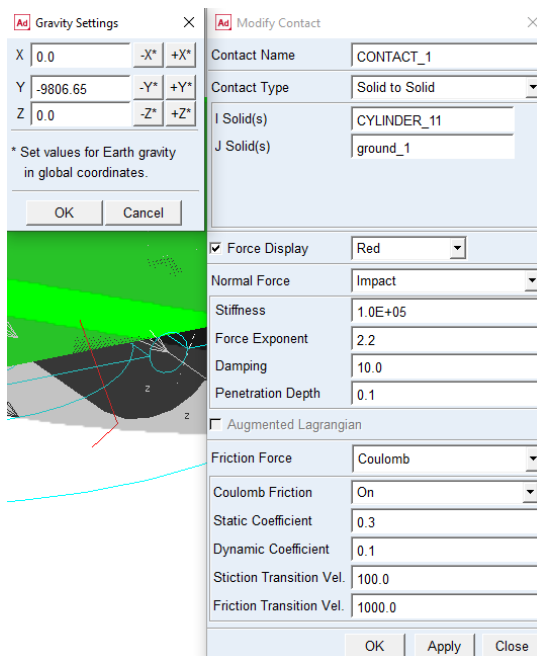 Ad Gravity Settings
X 0.0 -X* +X*
Y -9806.65 -Y* +Y*
Z 0.0 -Z* +Z*
* Set values for Earth gravity
in global coordinates.
OK Cancel
z
z
Ad Modify Contact
Contact Name CONTACT_1
Contact Type Solid to Solid
I Solid(s) CYLINDER_11
J Solid(s) ground_1
Force Display Red
Normal Force Impact
Stiffness 1.0E+05
Force Exponent 2.2
Damping 10.0
Penetration Depth 0.1
Augmented Lagrangian
Friction Force Coulomb
Coulomb Friction On
Static Coefficient 0.3
Dynamic Coefficient 0.1
Stiction Transition Vel. 100.0
Friction Transition Vel. 1000.0
OK Apply Close